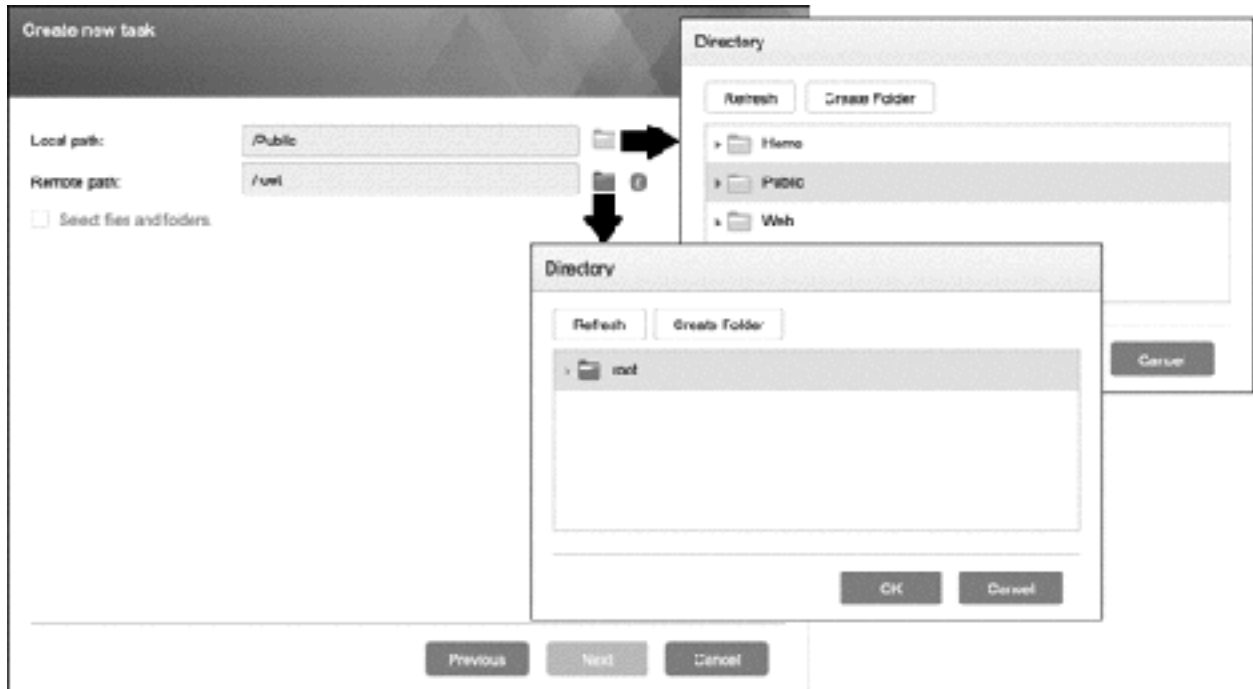 Create new task
Local path:
/Public
Remote path:
Select files and folders.
Previous
Next
Cancel
Directory
Refresh
Create Folder
Home
Public
Web
Cancel
Directory
Refresh
Create Folder
root
OK
Cancel